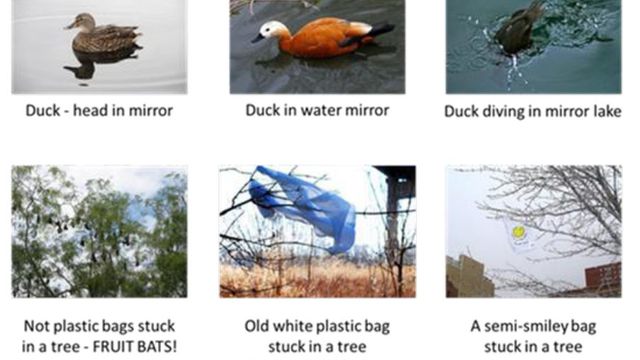 Duck - head in mirror
Duck in water mirror
Duck diving in mirror lake
Not plastic bags stuck
in a tree - FRUIT BATS!
Old white plastic bag
stuck in a tree
A semi-smiley bag
stuck in a tree